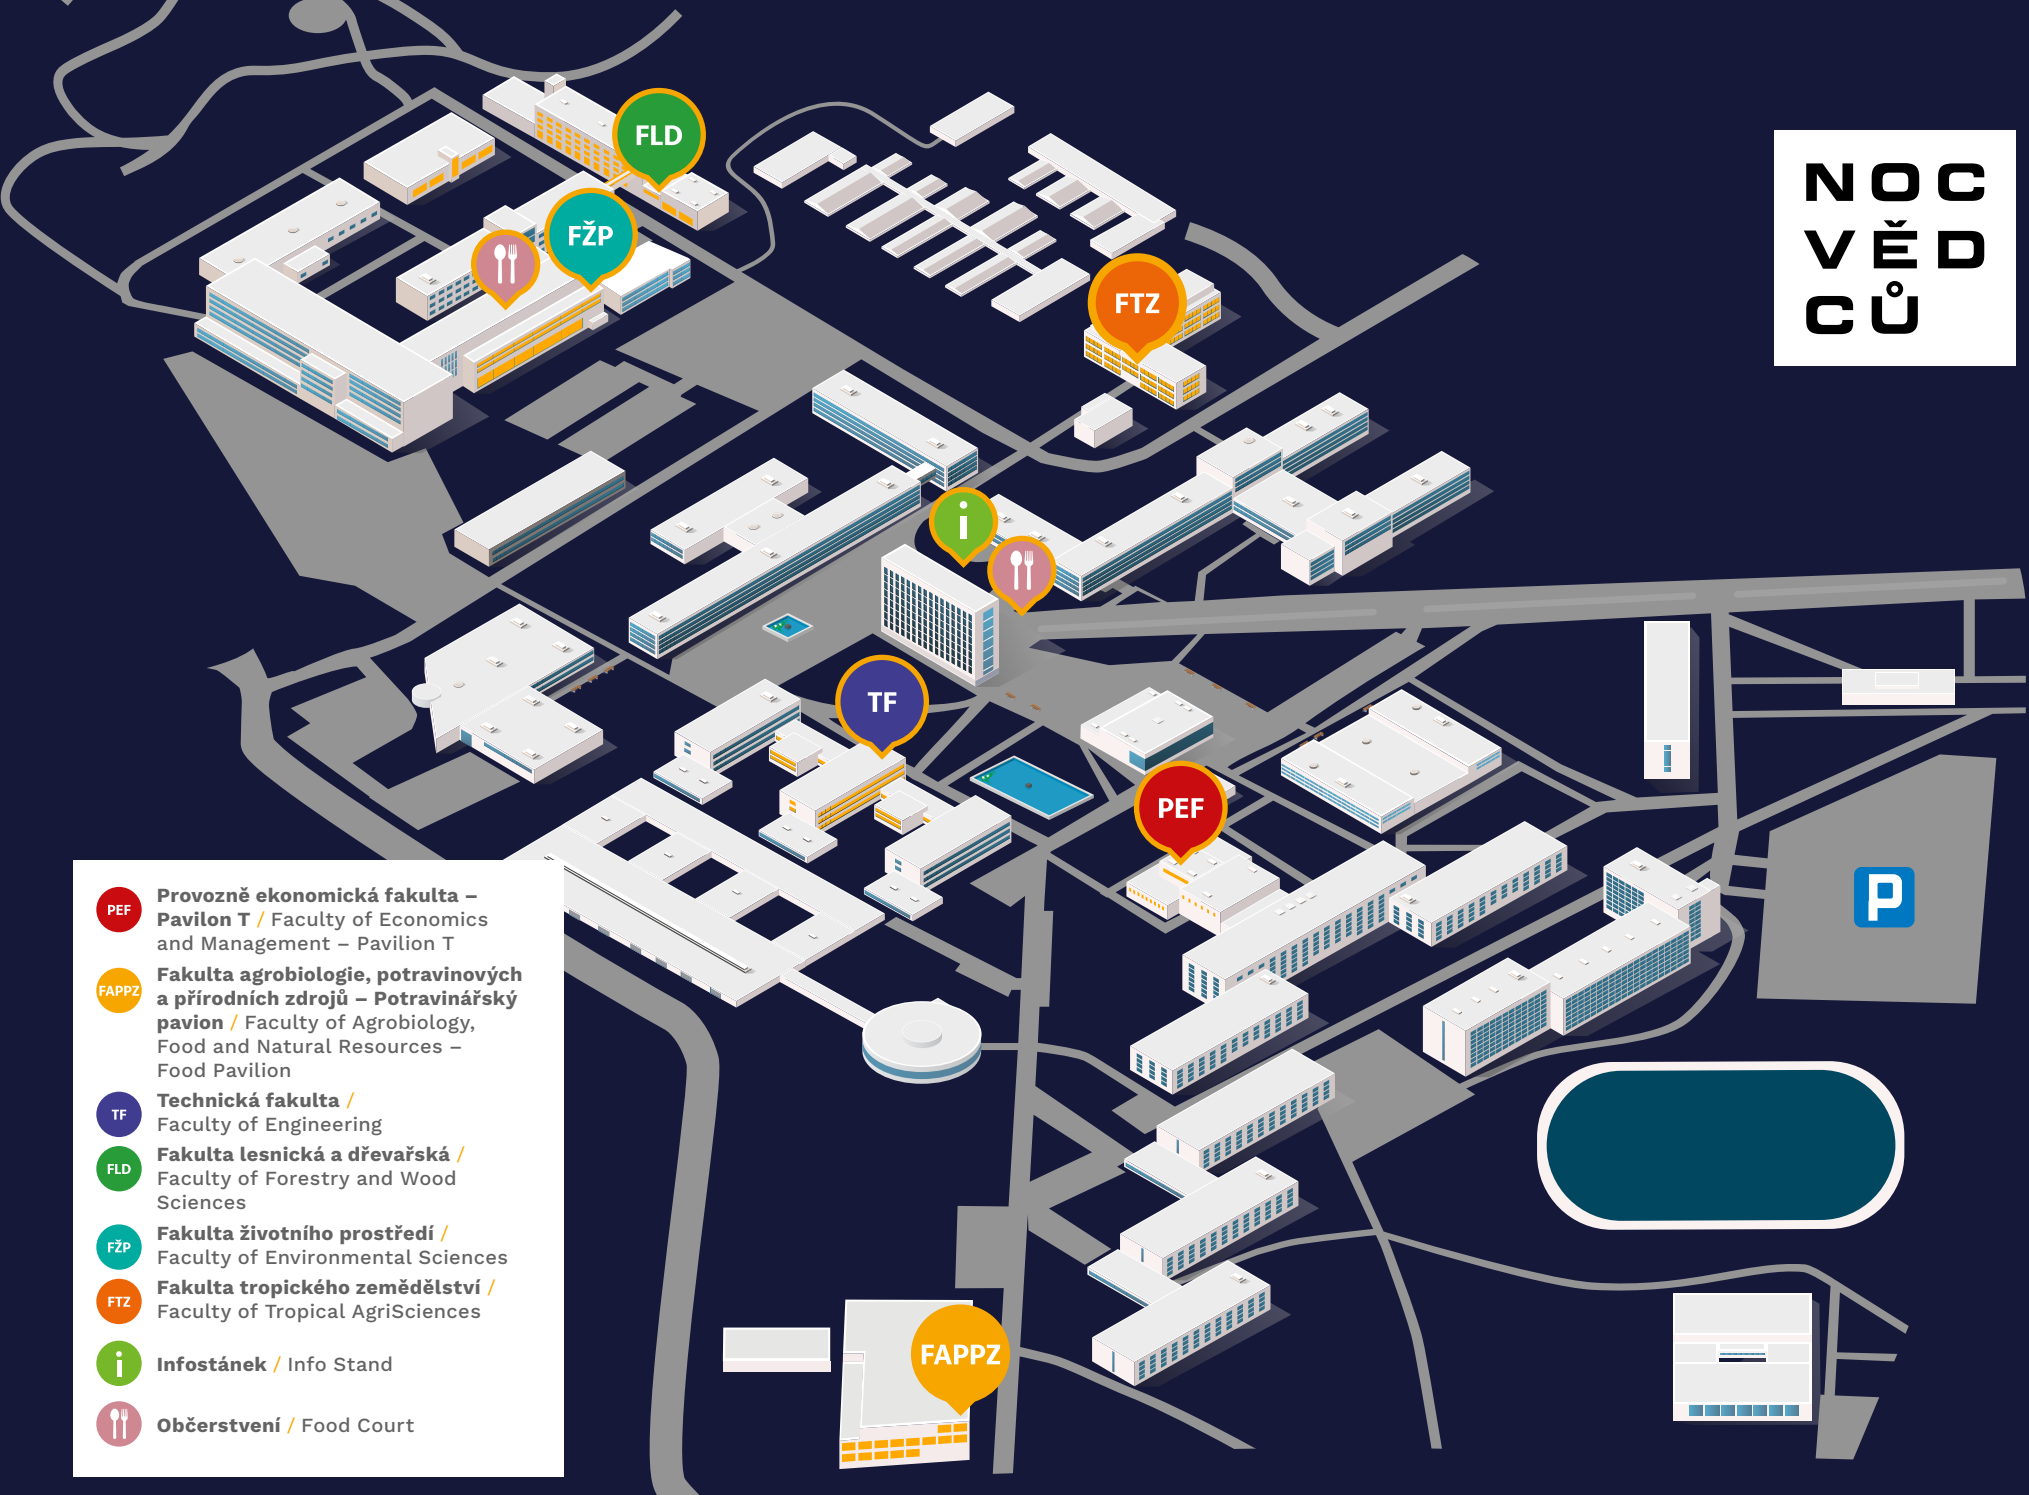 FLD
FŽP
FTZ
NOC
VĚD
CŮ
i
TF
PEF
P
FAPPZ
PEF
Provozně ekonomická fakulta –
Pavilon T / Faculty of Economics
and Management – Pavilion T
FAPPZ
Fakulta agrobiologie, potravinových
a přírodních zdrojů – Potravinářský
pavion / Faculty of Agrobiology,
Food and Natural Resources –
Food Pavilion
TF
Technická fakulta /
Faculty of Engineering
FLD
Fakulta lesnická a dřevařská /
Faculty of Forestry and Wood
Sciences
FŽP
Fakulta životního prostředí /
Faculty of Environmental Sciences
FTZ
Fakulta tropického zemědělství /
Faculty of Tropical AgriSciences
i
Infostánek / Info Stand
Občerstvení / Food Court